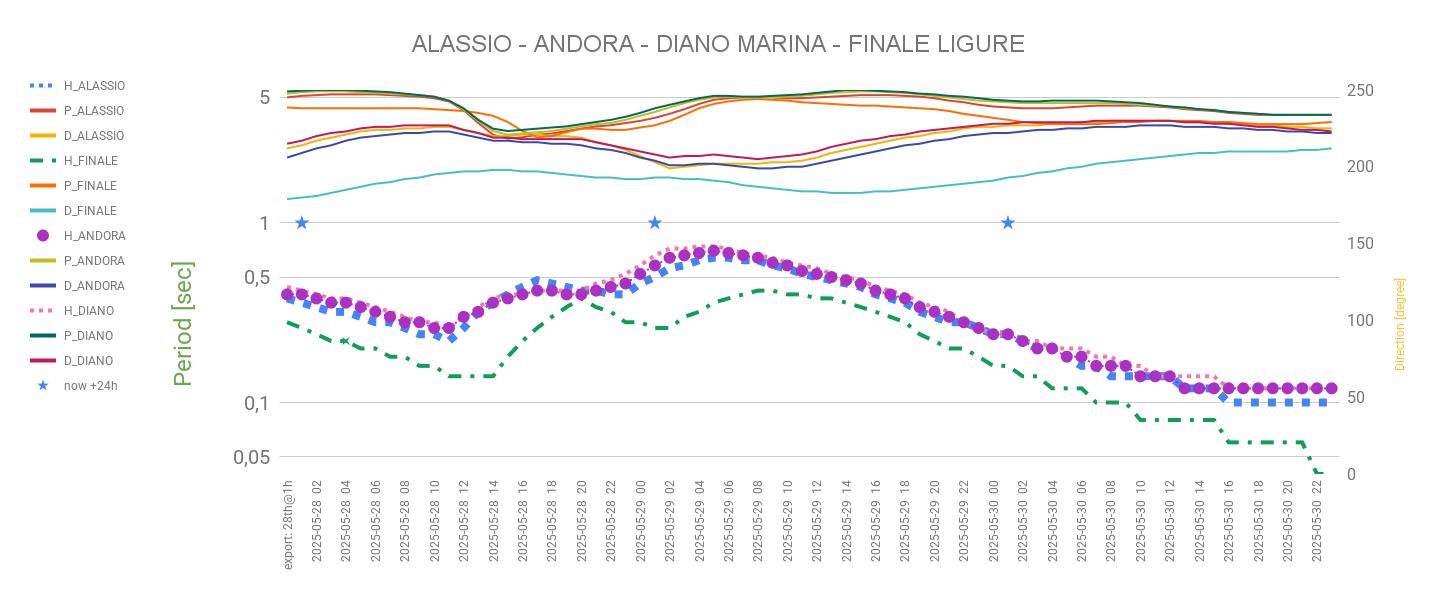 ALASSIO - ANDORA - DIANO MARINA - FINALE LIGURE
H_ALASSIO
P_ALASSIO
D_ALASSIO
H_FINALE
P_FINALE
D_FINALE
H_ANDORA
P_ANDORA
D_ANDORA
H_DIANO
P_DIANO
D_DIANO
now +24h
Period [sec]
5
1
0,5
0,1
0,05
250
200
150
100
50
0
Direction [degree]
export: 28th@1h
2025-05-28 02
2025-05-28 04
2025-05-28 06
2025-05-28 08
2025-05-28 10
2025-05-28 12
2025-05-28 14
2025-05-28 16
2025-05-28 18
2025-05-28 20
2025-05-28 22
2025-05-29 00
2025-05-29 02
2025-05-29 04
2025-05-29 06
2025-05-29 08
2025-05-29 10
2025-05-29 12
2025-05-29 14
2025-05-29 16
2025-05-29 18
2025-05-29 20
2025-05-29 22
2025-05-30 00
2025-05-30 02
2025-05-30 04
2025-05-30 06
2025-05-30 08
2025-05-30 10
2025-05-30 12
2025-05-30 14
2025-05-30 16
2025-05-30 18
2025-05-30 20
2025-05-30 22